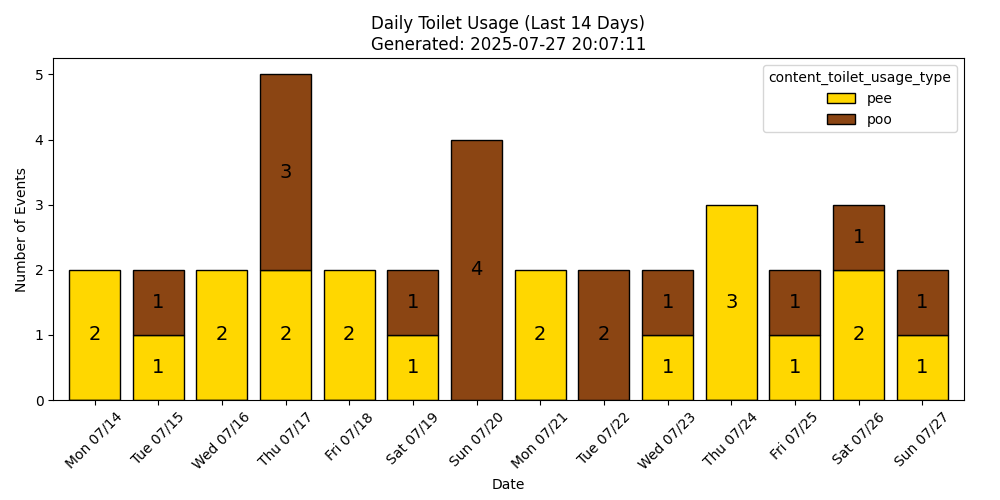 Daily Toilet Usage (Last 14 Days)
Generated: 2025-07-27 20:07:11
content_toilet_usage_type
pee
poo
Number of Events
5
4
3
2
1
0
2
1
1
2
3
2
2
1
1
4
2
2
1
1
3
1
1
1
2
1
1
Mon 07/14
Tue 07/15
Wed 07/16
Thu 07/17
Fri 07/18
Sat 07/19
Sun 07/20
Mon 07/21
Tue 07/22
Wed 07/23
Thu 07/24
Fri 07/25
Sat 07/26
Sun 07/27
Date